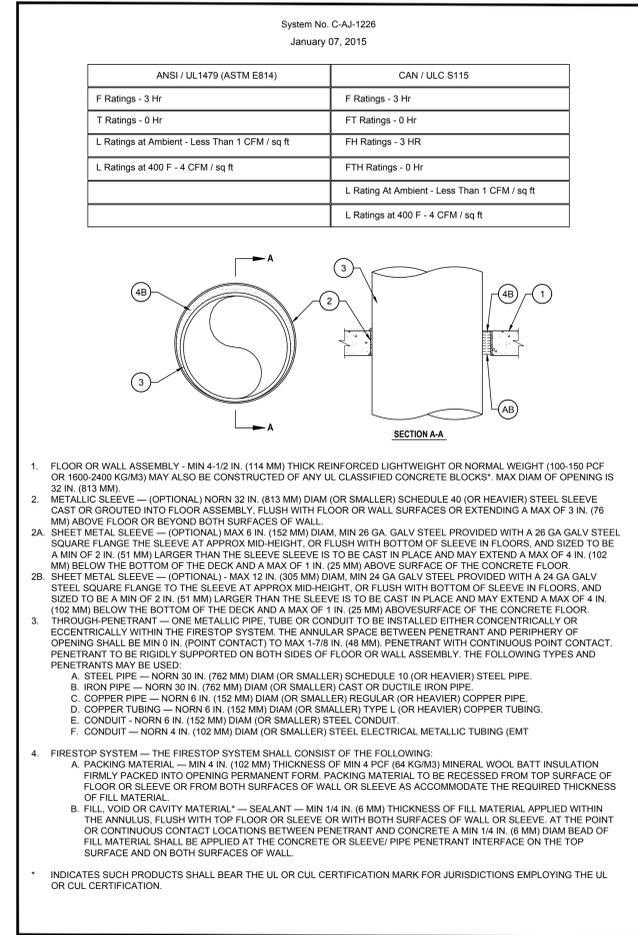 System No. C-AJ-1226
January 07, 2015
ANSI / UL1479 (ASTM E814) CAN / ULC S115
F Ratings - 3 Hr F Ratings - 3 Hr
T Ratings - 0 Hr FT Ratings - 0 Hr
L Ratings at Ambient - Less Than 1 CFM / sq ft FH Ratings - 3 HR
L Ratings at 400 F - 4 CFM / sq ft FTH Ratings - 0 Hr
L Rating At Ambient - Less Than 1 CFM / sq ft
L Ratings at 400 F - 4 CFM / sq ft
A
4B
2
3
A
3
4B
1
AB
SECTION A-A
1. FLOOR OR WALL ASSEMBLY - MIN 4-1/2 IN. (114 MM) THICK REINFORCED LIGHTWEIGHT OR NORMAL WEIGHT (100-150 PCF
OR 1600-2400 KG/M3) MAY ALSO BE CONSTRUCTED OF ANY UL CLASSIFIED CONCRETE BLOCKS*. MAX DIAM OF OPENING IS
32 IN. (813 MM).
2. METALLIC SLEEVE — (OPTIONAL) NORN 32 IN. (813 MM) DIAM (OR SMALLER) SCHEDULE 40 (OR HEAVIER) STEEL SLEEVE
CAST OR GROUTED INTO FLOOR ASSEMBLY, FLUSH WITH FLOOR OR WALL SURFACES OR EXTENDING A MAX OF 3 IN. (76
MM) ABOVE FLOOR OR BEYOND BOTH SURFACES OF WALL.
2A. SHEET METAL SLEEVE — (OPTIONAL) MAX 6 IN. (152 MM) DIAM, MIN 26 GA. GALV STEEL PROVIDED WITH A 26 GA GALV STEEL
SQUARE FLANGE THE SLEEVE AT APPROX MID-HEIGHT, OR FLUSH WITH BOTTOM OF SLEEVE IN FLOORS, AND SIZED TO BE
A MIN OF 2 IN. (51 MM) LARGER THAN THE SLEEVE SLEEVE IS TO BE CAST IN PLACE AND MAY EXTEND A MAX OF 4 IN. (102
MM) BELOW THE BOTTOM OF THE DECK AND A MAX OF 1 IN. (25 MM) ABOVE SURFACE OF THE CONCRETE FLOOR.
2B. SHEET METAL SLEEVE — (OPTIONAL) - MAX 12 IN. (305 MM) DIAM, MIN 24 GA GALV STEEL PROVIDED WITH A 24 GA GALV
STEEL SQUARE FLANGE TO THE SLEEVE AT APPROX MID-HEIGHT, OR FLUSH WITH BOTTOM OF SLEEVE IN FLOORS, AND
SIZED TO BE A MIN OF 2 IN. (51 MM) LARGER THAN THE SLEEVE IS TO BE CAST IN PLACE AND MAY EXTEND A MAX OF 4 IN.
(102 MM) BELOW THE BOTTOM OF THE DECK AND A MAX OF 1 IN. (25 MM) ABOVESURFACE OF THE CONCRETE FLOOR.
3. THROUGH-PENETRANT — ONE METALLIC PIPE, TUBE OR CONDUIT TO BE INSTALLED EITHER CONCENTRICALLY OR
ECCENTRICALLY WITHIN THE FIRESTOP SYSTEM. THE ANNULAR SPACE BETWEEN PENETRANT AND PERIPHERY OF
OPENING SHALL BE MIN 0 IN. (POINT CONTACT) TO MAX 1-7/8 IN. (48 MM). PENETRANT WITH CONTINUOUS POINT CONTACT.
PENETRANT TO BE RIGIDLY SUPPORTED ON BOTH SIDES OF FLOOR OR WALL ASSEMBLY. THE FOLLOWING TYPES AND
PENETRANTS MAY BE USED:
A. STEEL PIPE — NORN 30 IN. (762 MM) DIAM (OR SMALLER) SCHEDULE 10 (OR HEAVIER) STEEL PIPE.
B. IRON PIPE — NORN 30 IN. (762 MM) DIAM (OR SMALLER) CAST OR DUCTILE IRON PIPE.
C. COPPER PIPE — NORN 6 IN. (152 MM) DIAM (OR SMALLER) REGULAR (OR HEAVIER) COPPER PIPE.
D. COPPER TUBING — NORN 6 IN. (152 MM) DIAM (OR SMALLER) TYPE L (OR HEAVIER) COPPER TUBING.
E. CONDUIT - NORN 6 IN. (152 MM) DIAM (OR SMALLER) STEEL CONDUIT.
F. CONDUIT — NORN 4 IN. (102 MM) DIAM (OR SMALLER) STEEL ELECTRICAL METALLIC TUBING (EMT
4. FIRESTOP SYSTEM — THE FIRESTOP SYSTEM SHALL CONSIST OF THE FOLLOWING:
A. PACKING MATERIAL — MIN 4 IN. (102 MM) THICKNESS OF MIN 4 PCF (64 KG/M3) MINERAL WOOL BATT INSULATION
FIRMLY PACKED INTO OPENING PERMANENT FORM. PACKING MATERIAL TO BE RECESSED FROM TOP SURFACE OF
FLOOR OR SLEEVE OR FROM BOTH SURFACES OF WALL OR SLEEVE AS ACCOMMODATE THE REQUIRED THICKNESS
OF FILL MATERIAL.
B. FILL, VOID OR CAVITY MATERIAL* — SEALANT — MIN 1/4 IN. (6 MM) THICKNESS OF FILL MATERIAL APPLIED WITHIN
THE ANNULUS, FLUSH WITH TOP FLOOR OR SLEEVE OR WITH BOTH SURFACES OF WALL OR SLEEVE. AT THE POINT
OR CONTINUOUS CONTACT LOCATIONS BETWEEN PENETRANT AND CONCRETE A MIN 1/4 IN. (6 MM) DIAM BEAD OF
FILL MATERIAL SHALL BE APPLIED AT THE CONCRETE OR SLEEVE/ PIPE PENETRANT INTERFACE ON THE TOP
SURFACE AND ON BOTH SURFACES OF WALL.
* INDICATES SUCH PRODUCTS SHALL BEAR THE UL OR CUL CERTIFICATION MARK FOR JURISDICTIONS EMPLOYING THE UL
OR CUL CERTIFICATION.